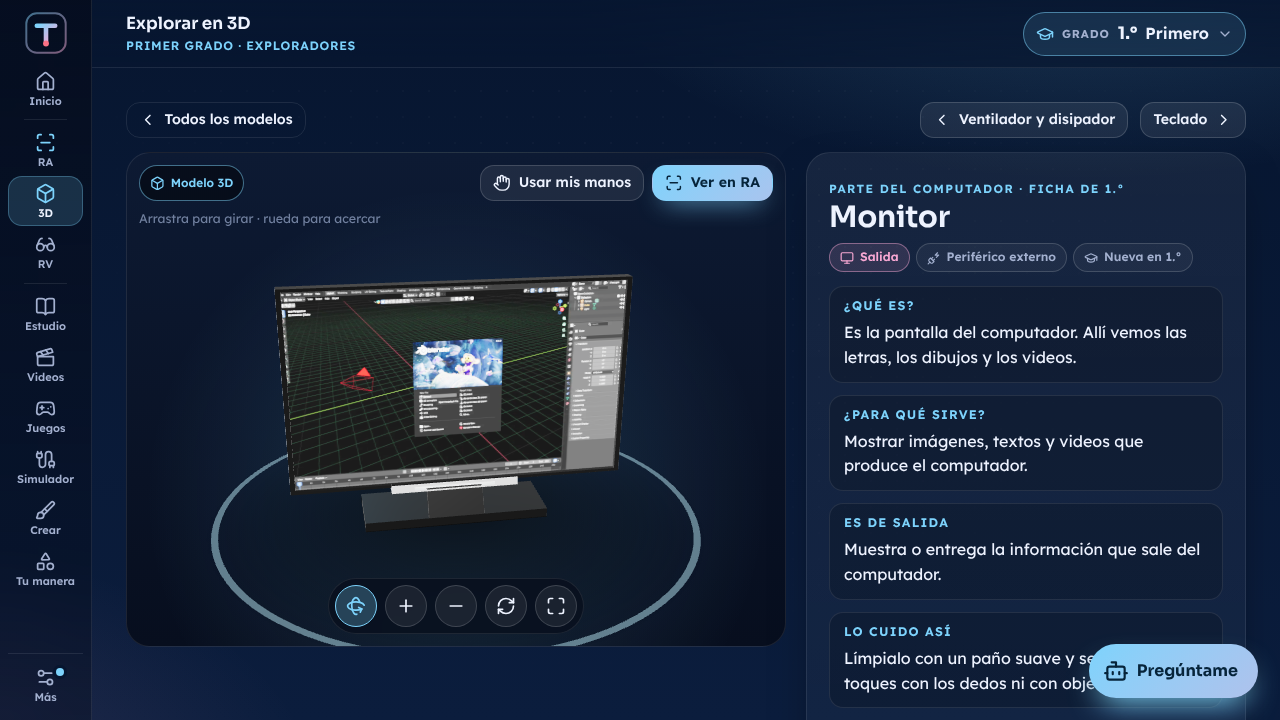 T
Inicio
RA
3D
RV
Estudio
Videos
Juegos
Simulador
Crear
Tu manera
Más
Explorar en 3D
PRIMER GRADO · EXPLORADORES
GRADO 1.º Primero
Todos los modelos
Ventilador y disipador
Teclado
Modelo 3D
Usar mis manos
Ver en RA
Arrastra para girar · rueda para acercar
PARTE DEL COMPUTADOR · FICHA DE 1.º
Monitor
Salida
Periférico externo
Nueva en 1.º
¿QUÉ ES?
Es la pantalla del computador. Allí vemos las
letras, los dibujos y los videos.
¿PARA QUÉ SIRVE?
Mostrar imágenes, textos y videos que
produce el computador.
ES DE SALIDA
Muestra o entrega la información que sale del
computador.
LO CUIDO ASÍ
Límpialo con un paño suave y
toques con los dedos ni con
Pregúntame